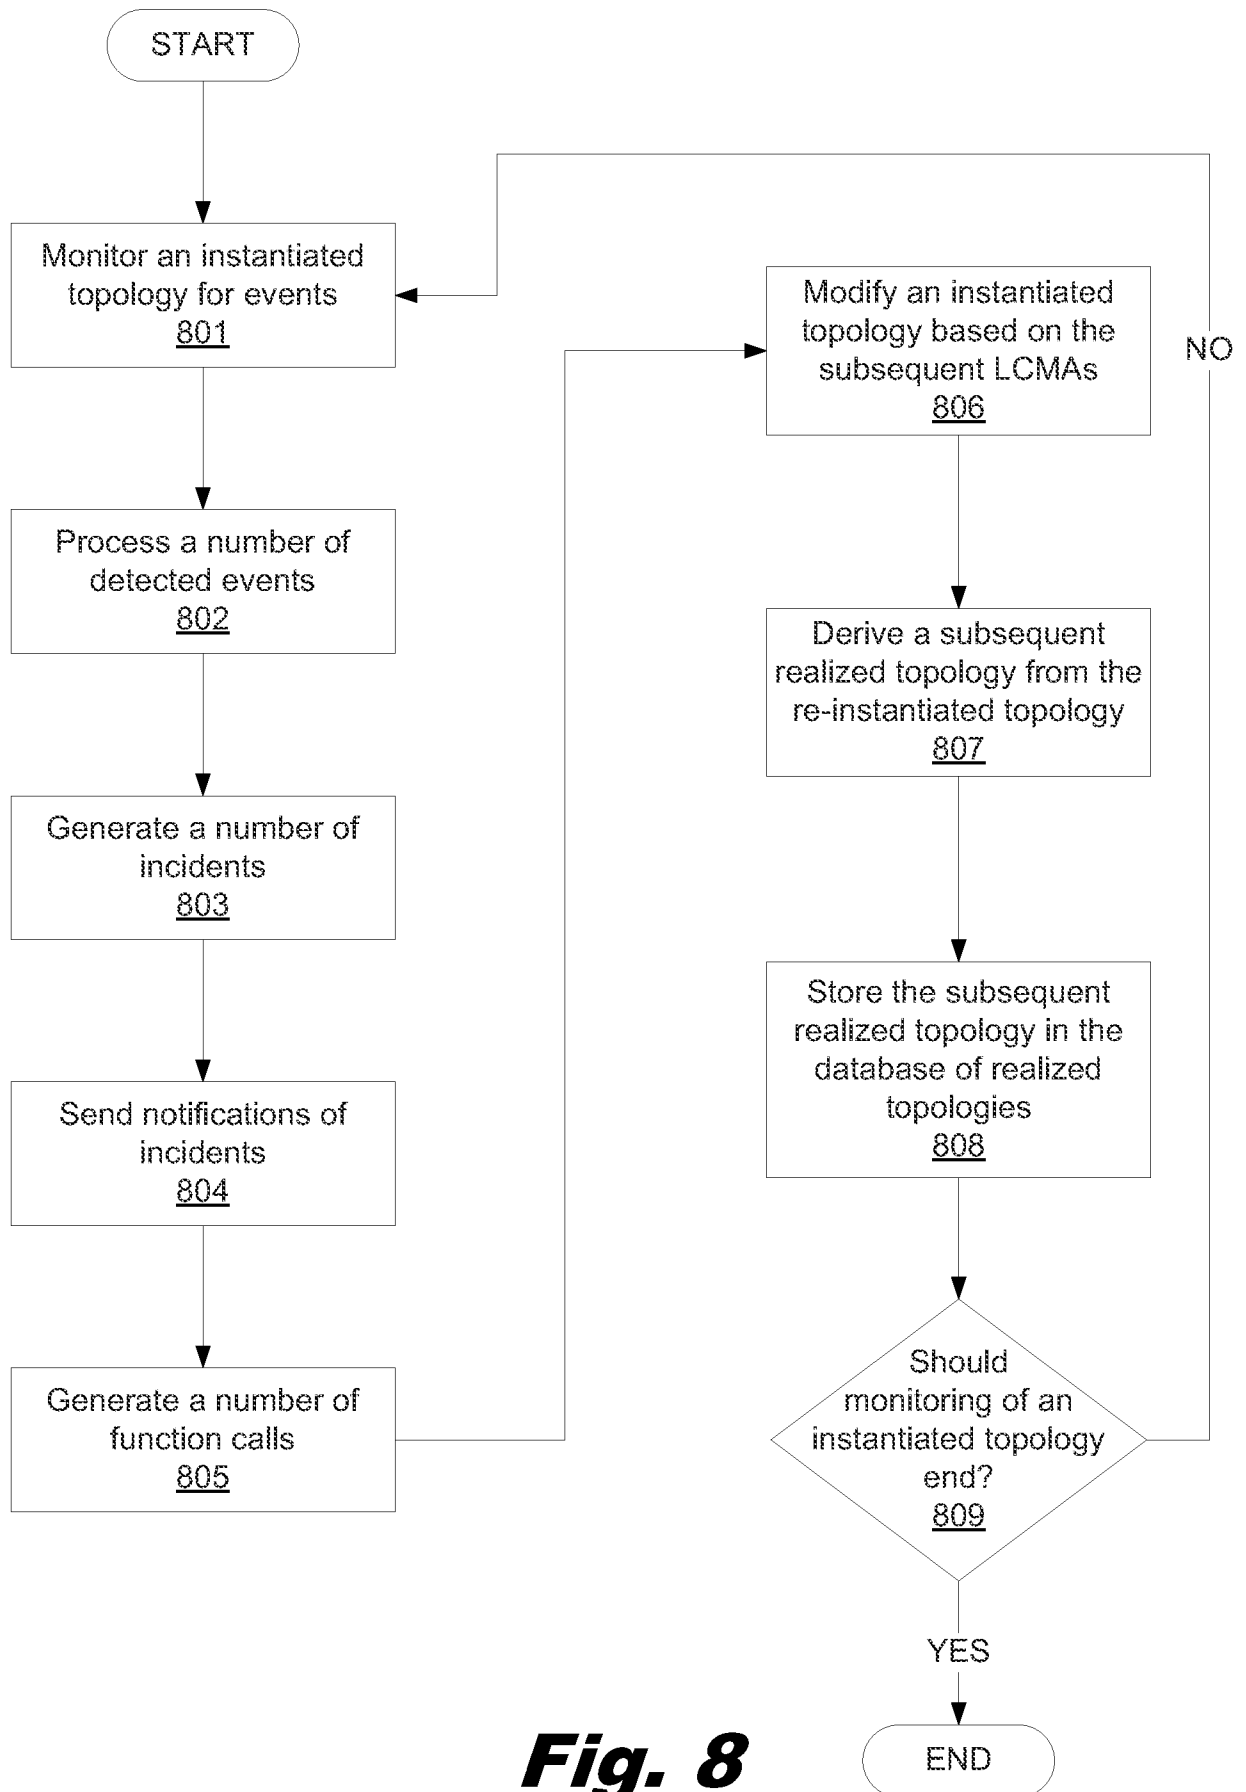 START
Monitor an instantiated
topology for events
801
Process a number of
detected events
802
Generate a number of
incidents
803
Send notifications of
incidents
804
Generate a number of
function calls
805
Modify an instantiated
topology based on the
subsequent LCMAs
806
NO
Derive a subsequent
realized topology from the
re-instantiated topology
807
Store the subsequent
realized topology in the
database of realized
topologies
808
Should
monitoring of an
instantiated topology
end?
809
YES
END
Fig. 8